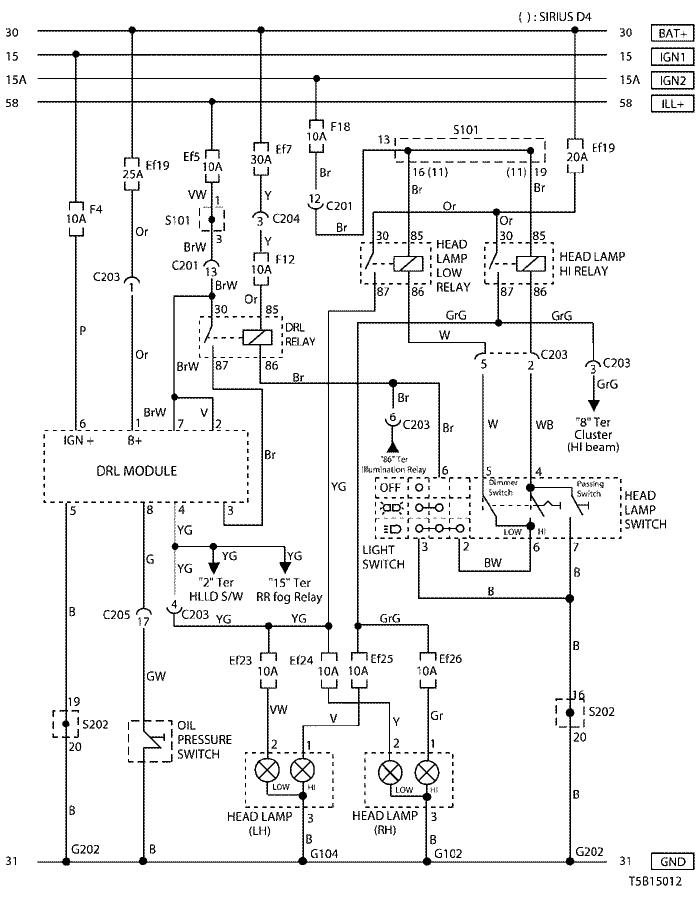 ( ) : SIRIUS D4
30 30 BAT+
15 15 IGN1
15A 15A IGN2
58 58 ILL+
F18
10A
S101
13
16 (11) (11) 19
Ef19
20A
Ef5
10A
Ef7
30A
Ef19
25A
F4
10A
Br
Br
Br
VW
1
Y
12
C201
Or
Or
S101
3
3
C204
Br
Or
BrW
Y
30 85
30 85
HEAD
LAMP
LOW
RELAY
HEAD LAMP
HI RELAY
C201
13
F12
10A
C203
1
BrW
Or
87 86
87 86
30 85
DRL
RELAY
P
Or
BrW
87 86
GrG
GrG
W
C203
5 2
C203
3
GrG
Br
Br
6
C203
Br
"8" Ter
Cluster
(HI beam)
BrW
V
W
WB
6 1 7 2
IGN +
B+
DRL MODULE
Br
"86" Ter
Illumination Relay
YG
5 8 4 3
6
5
4
OFF
Dimmer
Switch
Passing
Switch
LOW
HI
HEAD
LAMP
SWITCH
LIGHT
SWITCH
3 2 6 7
YG
YG
YG
YG
G
BW
B
B
"2" Ter
HLLD S/W
"15" Ter
RR fog Relay
B
C205
17
4
C203
YG
YG
GrG
B
Ef23
10A
Ef24
10A
Ef25
10A
Ef26
10A
GW
19
S202
20
16
S202
20
OIL
PRESSURE
SWITCH
VW
V
Y
Gr
2 1
2 1
LOW
HI
LOW
HI
HEAD LAMP
(LH)
3
HEAD LAMP
(RH)
3
B
B
B
B
B
G202
G104
G102
G202
31 31 GND
T5B15012